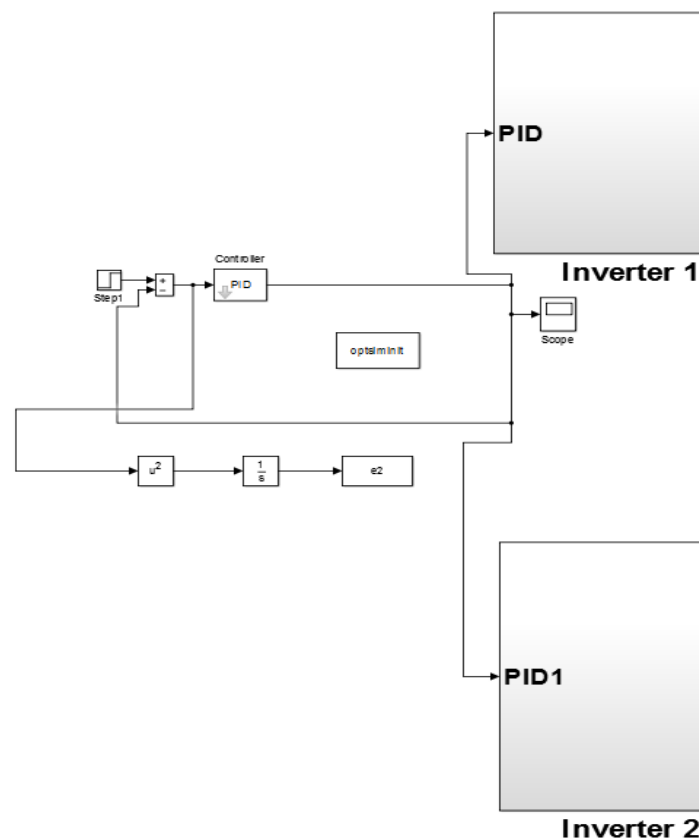 PID
Inverter 1
Controller
PID
+
−
Step1
Scope
optsiminit
u²
1
s
e2
PID1
Inverter 2